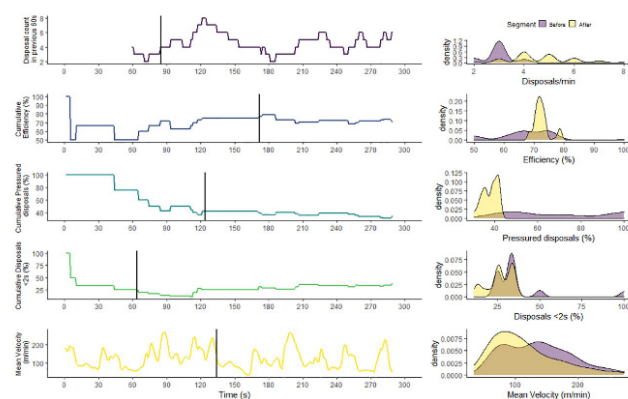 Disposal count
in previous 60s
8
6
4
2
0 30 60 90 120 150 180 210 240 270 300
Cumulative
Efficiency (%)
100
90
80
70
60
50
0 30 60 90 120 150 180 210 240 270 300
Cumulative Pressured
disposals (%)
100
80
60
40
0 30 60 90 120 150 180 210 240 270 300
Cumulative Disposals
<2s (%)
100
75
50
25
0 30 60 90 120 150 180 210 240 270 300
Mean Velocity
(m/min)
200
100
0 30 60 90 120 150 180 210 240 270 300
Time (s)
Segment Before After
density
1.2
0.9
0.6
0.3
0.0
2 4 6 8
Disposals/min
density
0.20
0.15
0.10
0.05
0.00
50 60 70 80 90 100
Efficiency (%)
density
0.125
0.100
0.075
0.050
0.025
0.000
40 60 80 100
Pressured disposals (%)
density
0.075
0.050
0.025
0.000
25 50 75 100
Disposals <2s (%)
density
0.0075
0.0050
0.0025
0.0000
100 200
Mean Velocity (m/min)